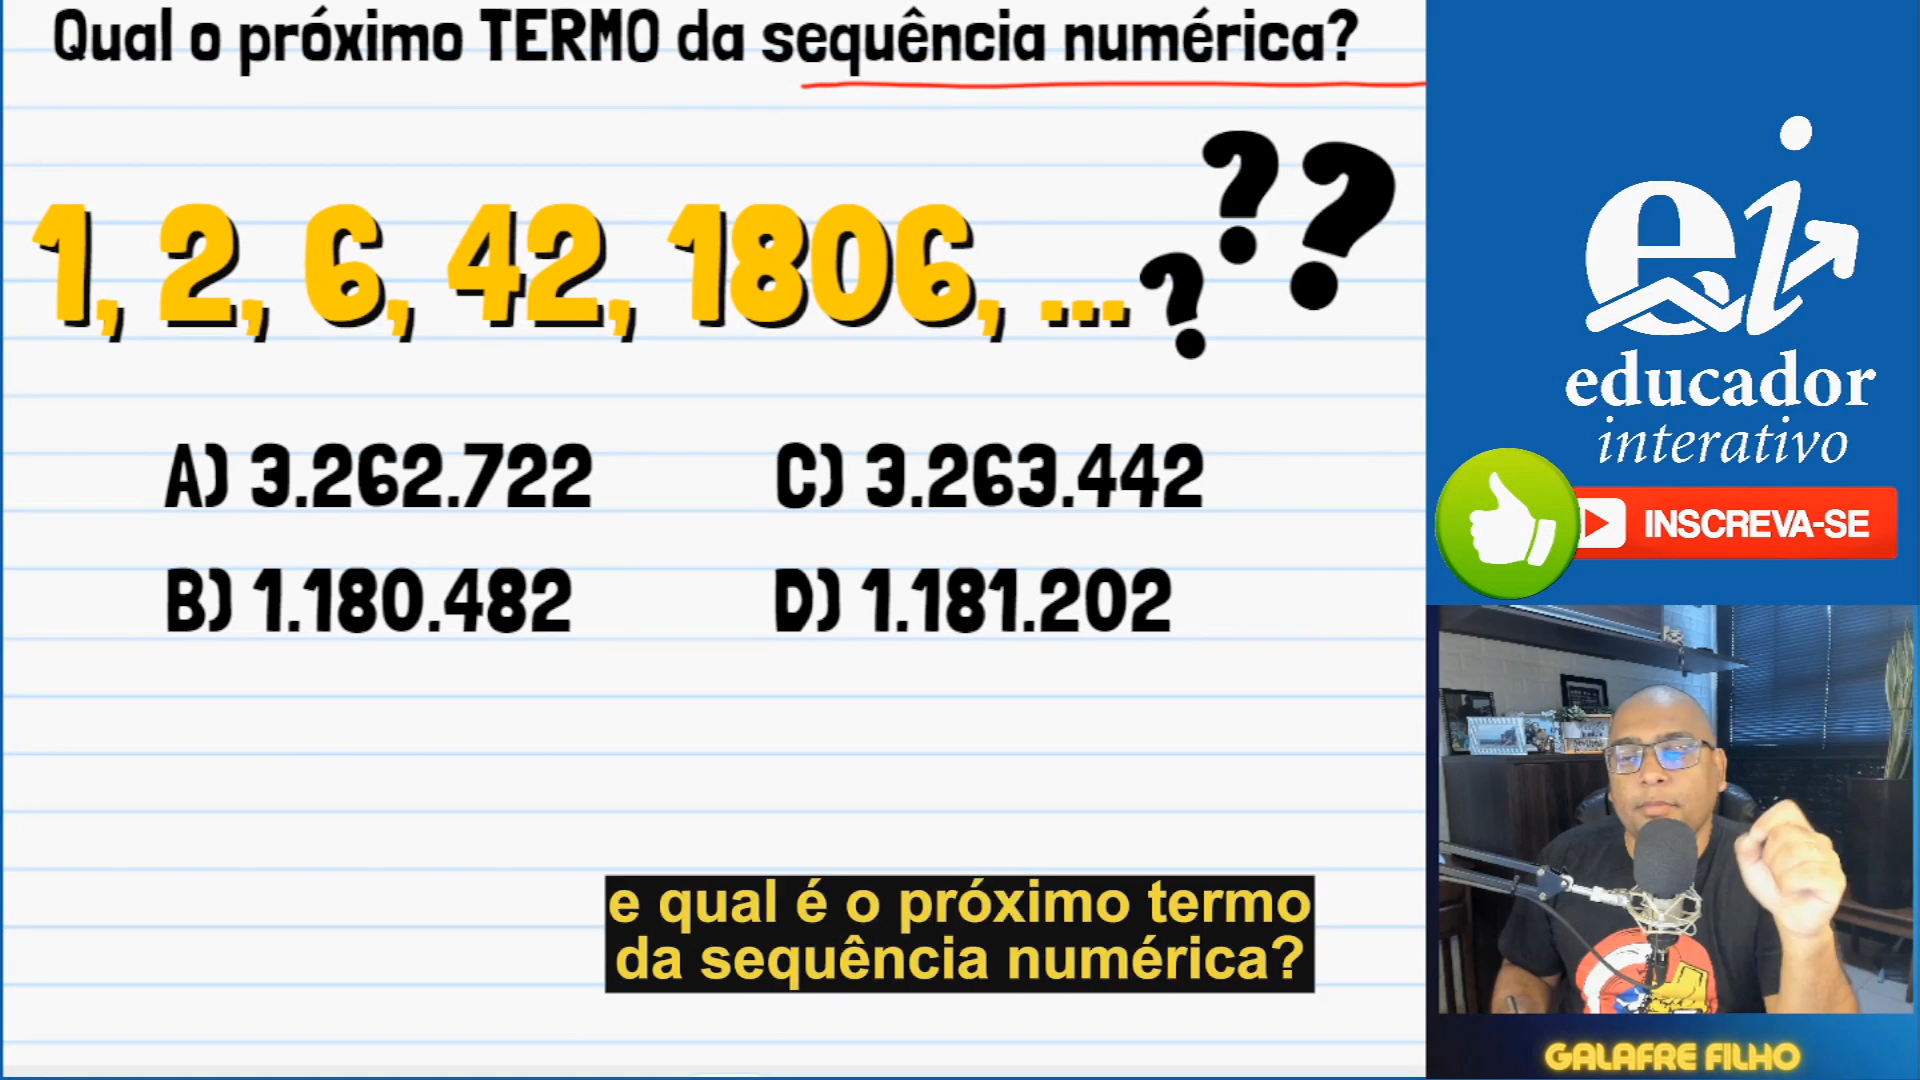 Qual o próximo TERMO da sequência numérica?
1, 2, 6, 42, 1806, ...
???
A) 3.262.722
C) 3.263.442
B) 1.180.482
D) 1.181.202
e qual é o próximo termo
da sequência numérica?
ei
educador
interativo
INSCREVA-SE
GALAFRE FILHO